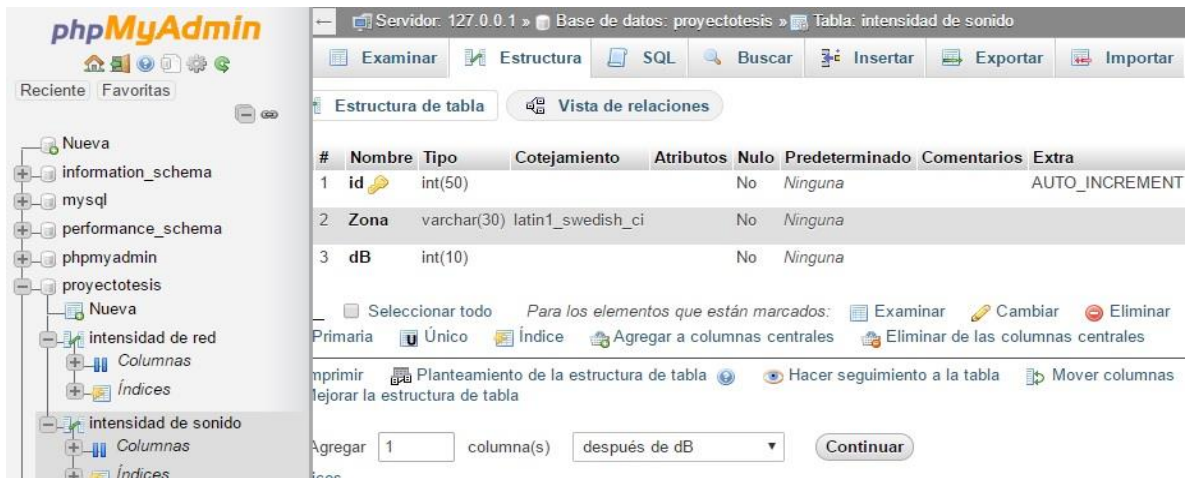 phpMyAdmin
Reciente Favoritas
Nueva
information_schema
mysql
performance_schema
phpmyadmin
proyectotesis
Nueva
intensidad de red
Columnas
Índices
intensidad de sonido
Columnas
Índices
Servidor: 127.0.0.1 » Base de datos: proyectotesis » Tabla: intensidad de sonido
Examinar Estructura SQL Buscar Insertar Exportar Importar
Estructura de tabla Vista de relaciones
# Nombre Tipo Cotejamiento Atributos Nulo Predeterminado Comentarios Extra
1 id int(50) No Ninguna AUTO_INCREMENT
2 Zona varchar(30) latin1_swedish_ci No Ninguna
3 dB int(10) No Ninguna
Seleccionar todo Para los elementos que están marcados: Examinar Cambiar Eliminar
Primaria Único Índice Agregar a columnas centrales Eliminar de las columnas centrales
mprimir Planteamiento de la estructura de tabla Hacer seguimiento a la tabla Mover columnas
lejorar la estructura de tabla
Agregar 1 columna(s) después de dB Continuar